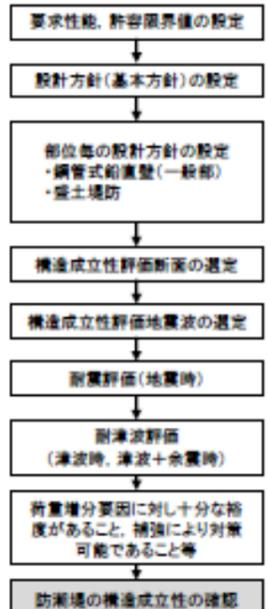 要求性能，許容限界値の設定
設計方針(基本方針)の設定
部位毎の設計方針の設定
・鋼管式鉛直壁(一般部)
・盛土堤防
構造成立性評価断面の選定
構造成立性評価地震波の選定
耐震評価(地震時)
耐津波評価
(津波時，津波＋余震時)
荷重増分要因に対し十分な裕
度があること，補強により対策
可能であること等
防潮堤の構造成立性の確認